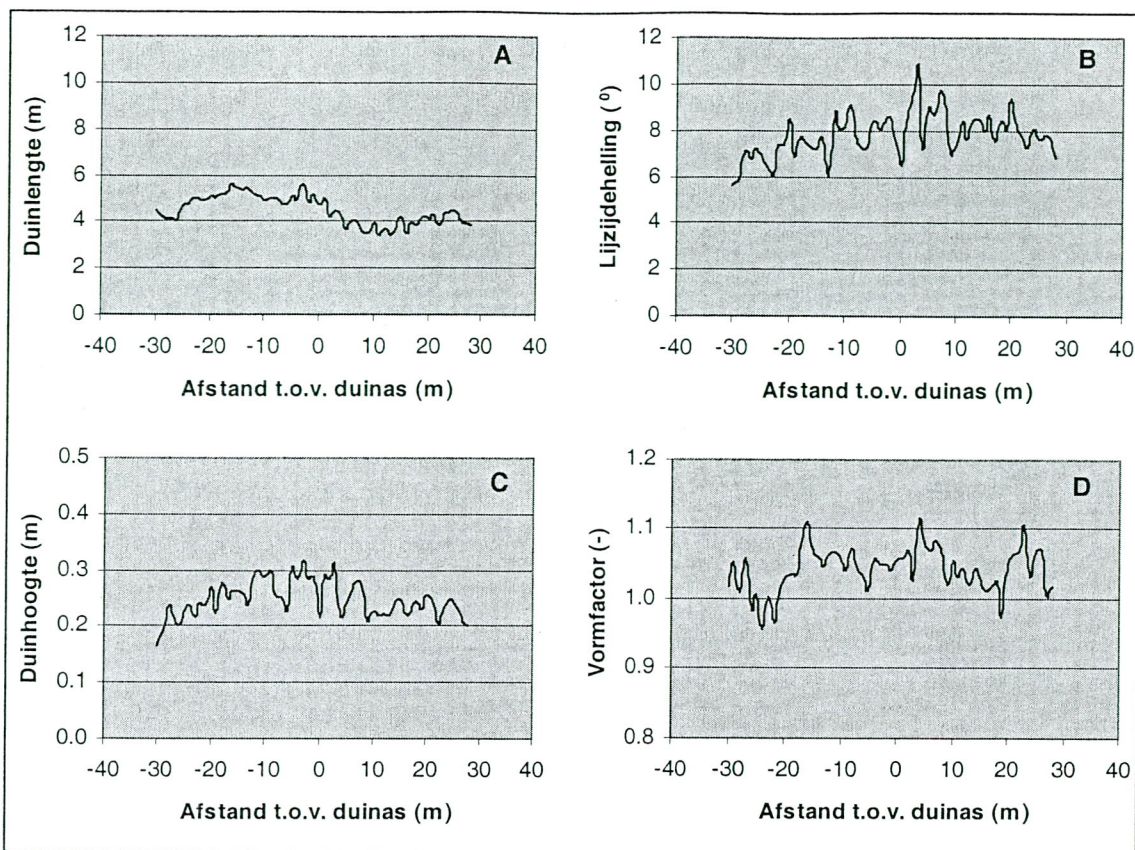 A
Duinlengte (m)
12
10
8
6
4
2
0
-40 -30 -20 -10 0 10 20 30 40
Afstand t.o.v. duinas (m)
B
Lijzijdehelling (º)
12
10
8
6
4
2
0
-40 -30 -20 -10 0 10 20 30 40
Afstand t.o.v. duinas (m)
C
Duinhoogte (m)
0.5
0.4
0.3
0.2
0.1
0.0
-40 -30 -20 -10 0 10 20 30 40
Afstand t.o.v. duinas (m)
D
Vormfactor (-)
1.2
1.1
1.0
0.9
0.8
-40 -30 -20 -10 0 10 20 30 40
Afstand t.o.v. duinas (m)